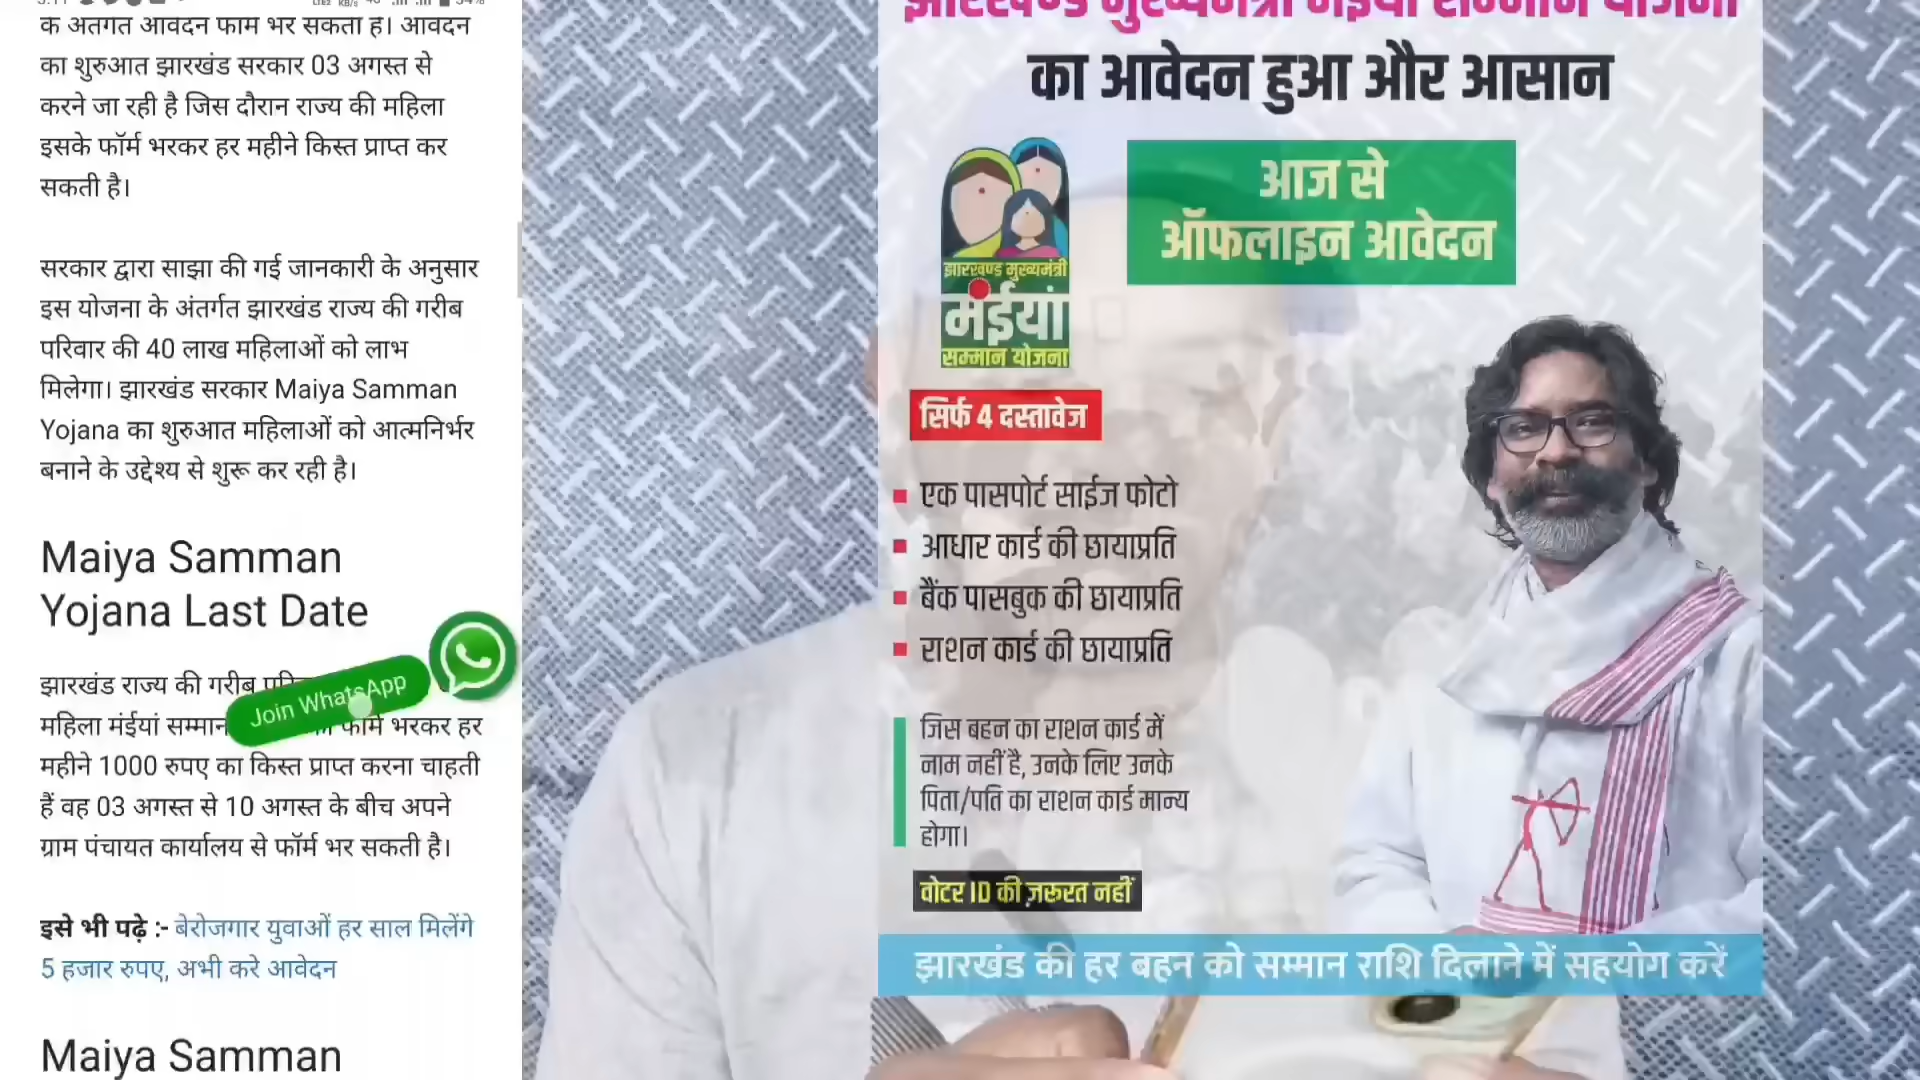 के अंतर्गत आवेदन फॉर्म भर सकती है। आवेदन
का शुरुआत झारखंड सरकार 03 अगस्त से
करने जा रही है जिस दौरान राज्य की महिला
इसके फॉर्म भरकर हर महीने किस्त प्राप्त कर
सकती है।
सरकार द्वारा साझा की गई जानकारी के अनुसार
इस योजना के अंतर्गत झारखंड राज्य की गरीब
परिवार की 40 लाख महिलाओं को लाभ
मिलेगा। झारखंड सरकार Maiya Samman
Yojana का शुरुआत महिलाओं को आत्मनिर्भर
बनाने के उद्देश्य से शुरू कर रही है।
Maiya Samman
Yojana Last Date
झारखंड राज्य की गरीब
Join WhatsApp
महिला मंईयां सम्मान फॉर्म भरकर हर
महीने 1000 रुपए का किस्त प्राप्त करना चाहती
हैं वह 03 अगस्त से 10 अगस्त के बीच अपने
ग्राम पंचायत कार्यालय से फॉर्म भर सकती है।
इसे भी पढ़े :- बेरोजगार युवाओं हर साल मिलेंगे
5 हजार रुपए, अभी करे आवेदन
Maiya Samman
झारखण्ड मुख्यमंत्री मंईयां सम्मान योजना
का आवेदन हुआ और आसान
आज से
ऑफलाइन आवेदन
झारखण्ड मुख्यमंत्री
मंईयां
सम्मान योजना
सिर्फ 4 दस्तावेज
एक पासपोर्ट साईज फोटो
आधार कार्ड की छायाप्रति
बैंक पासबुक की छायाप्रति
राशन कार्ड की छायाप्रति
जिस बहन का राशन कार्ड में
नाम नहीं है, उनके लिए उनके
पिता/पति का राशन कार्ड मान्य
होगा।
वोटर ID की ज़रूरत नहीं
झारखंड की हर बहन को सम्मान राशि दिलाने में सहयोग करें